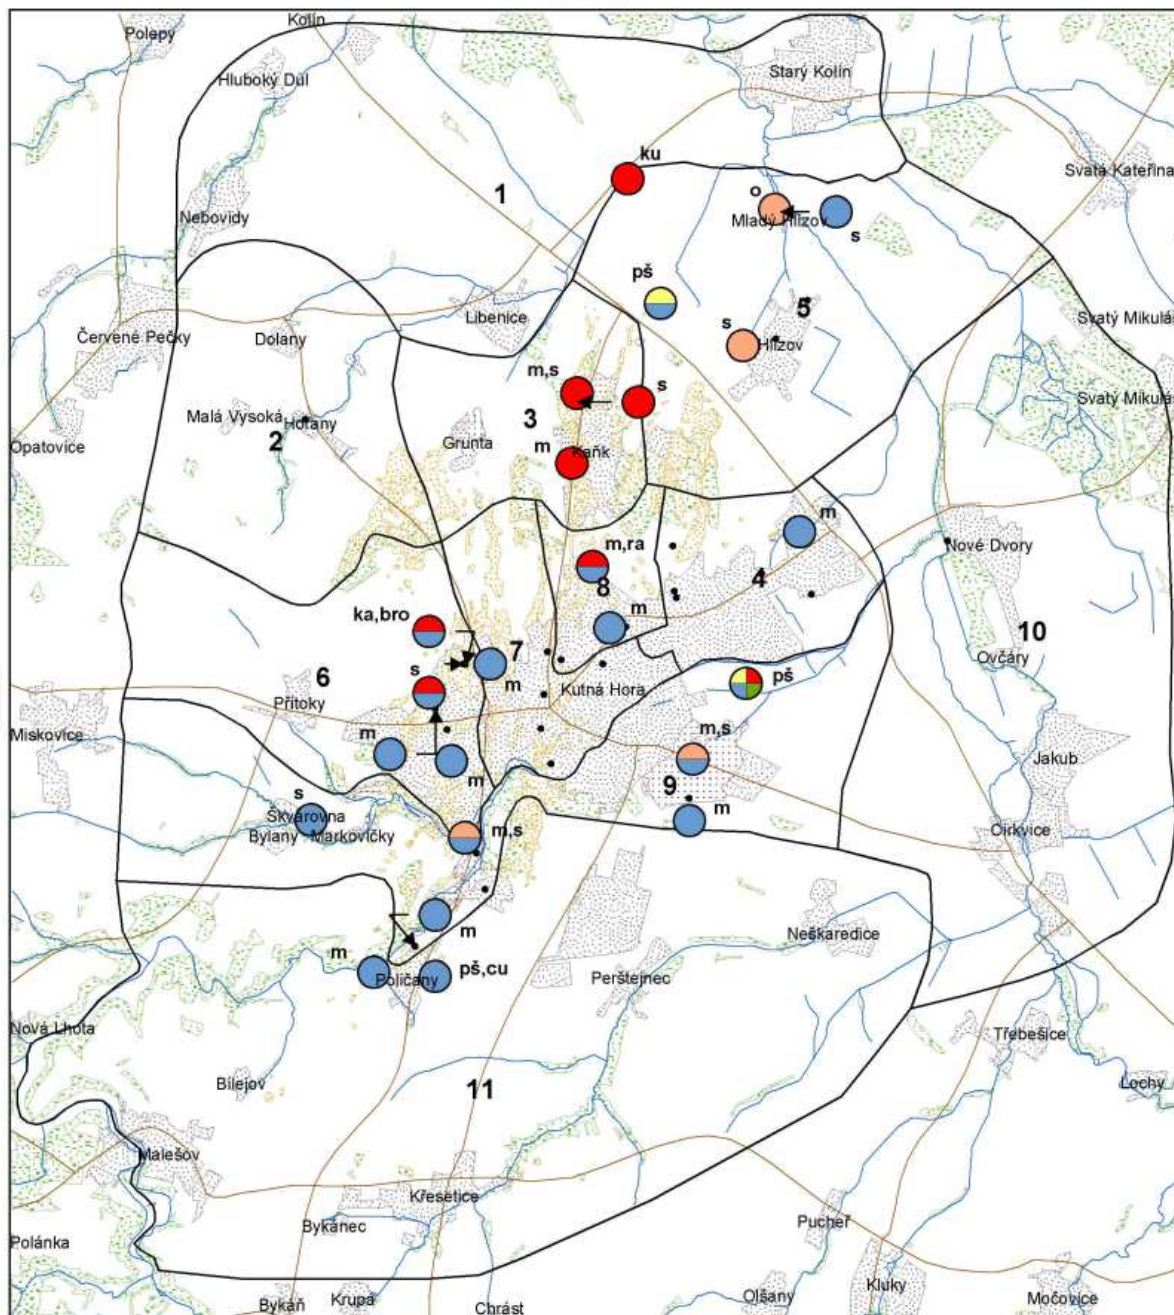 Kolín
Polepy
Hluboký Důl
Starý Kolín
ku
Svatá Kateřina
1
o
Nebovidy
Mladý Hlízov
s
pš
5
Libenice
Svatý Mikuláš
Červené Pečky
Dolany
s
Hlízov
m,s
s
Svatý Mikuláš
Malá Vysoká
Hořany
3
Opatovice
2
Grunta
m
Kaňk
m
m,ra
Nové Dvory
4
8
ka,bro
m
10
7
Ovčáry
s
m
6
Kutná Hora
pš
Přítoky
Miskovice
m
m,s
Jakub
m
s
9
m
Škvárovna
m,s
Církvice
Bylany
Markovičky
m
Neškaredice
m
pš,cu
Poličany
Perštejnec
Nová Lhota
Třebešice
Bílejov
11
Lochy
Malešov
Křesetice
Bykánec
Pucheř
Polánka
Kluky
Olšany
Močovice
Bykáň
Krupá
Chrást